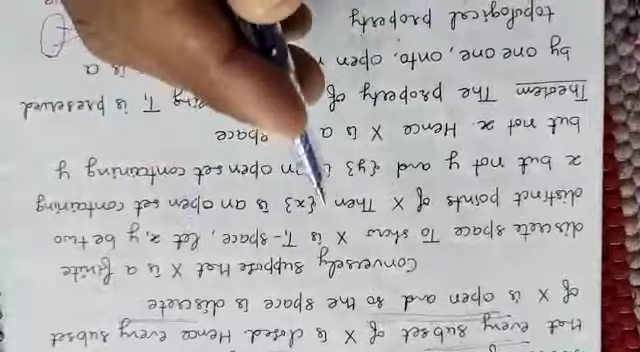 that every subset of X is closed. Hence every subset
of X is open and so the space is discrete
Conversely suppose that X is a finite
discrete space To show X is T₁-space, let x, y be two
distinct points of X Then {x} is an open set containing
x but not y and {y} is an open set containing y
but not x. Hence X is a space
Theorem The property of being T₁ is preserved
by one one, onto, open is a
topological property